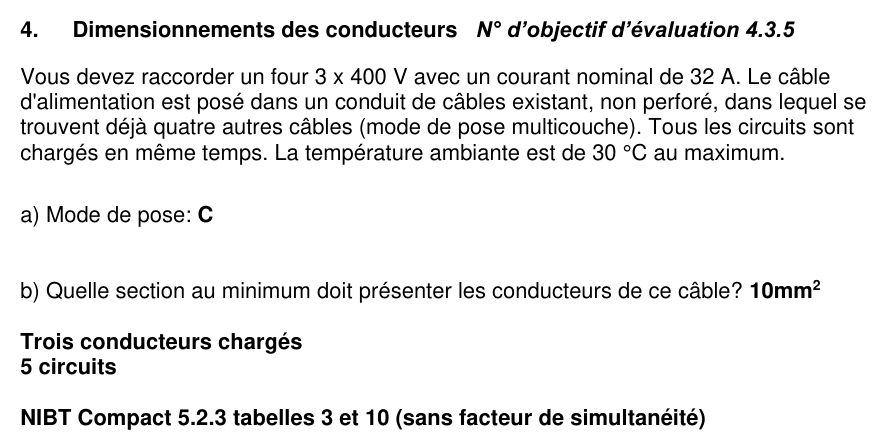 4. Dimensionnements des conducteurs N° d'objectif d'évaluation 4.3.5
Vous devez raccorder un four 3 x 400 V avec un courant nominal de 32 A. Le câble
d'alimentation est posé dans un conduit de câbles existant, non perforé, dans lequel se
trouvent déjà quatre autres câbles (mode de pose multicouche). Tous les circuits sont
chargés en même temps. La température ambiante est de 30 °C au maximum.
a) Mode de pose: C
b) Quelle section au minimum doit présenter les conducteurs de ce câble? 10mm²
Trois conducteurs chargés
5 circuits
NIBT Compact 5.2.3 tabelles 3 et 10 (sans facteur de simultanéité)